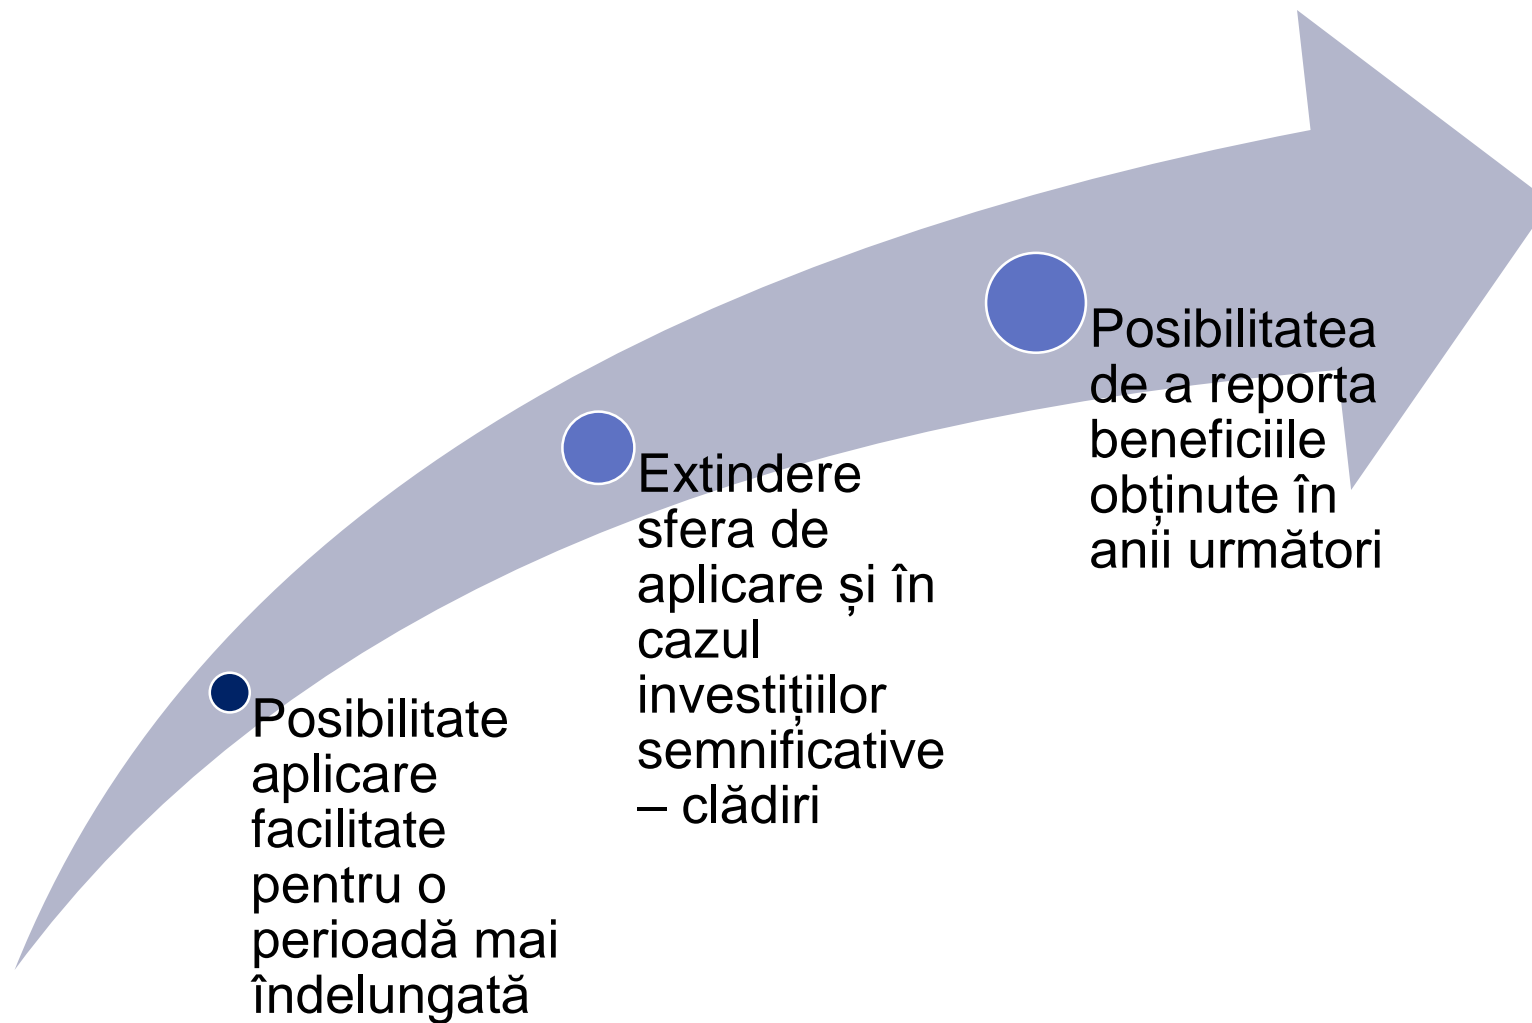 Posibilitate
aplicare
facilitate
pentru o
perioadă mai
îndelungată
Extindere
sfera de
aplicare și în
cazul
investițiilor
semnificative
– clădiri
Posibilitatea
de a reporta
beneficiile
obținute în
anii următori